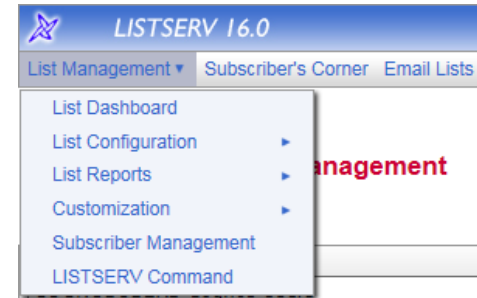 LISTSERV 16.0
List Management ▾ Subscriber's Corner Email Lists
List Dashboard
List Configuration ▸
List Reports ▸
Customization ▸
Subscriber Management
LISTSERV Command